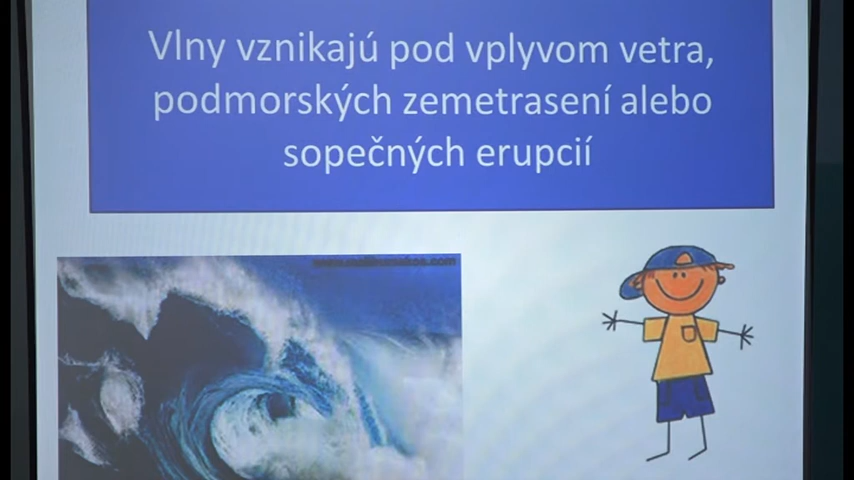 Vlny vznikajú pod vplyvom vetra,
podmorských zemetrasení alebo
sopečných erupcií